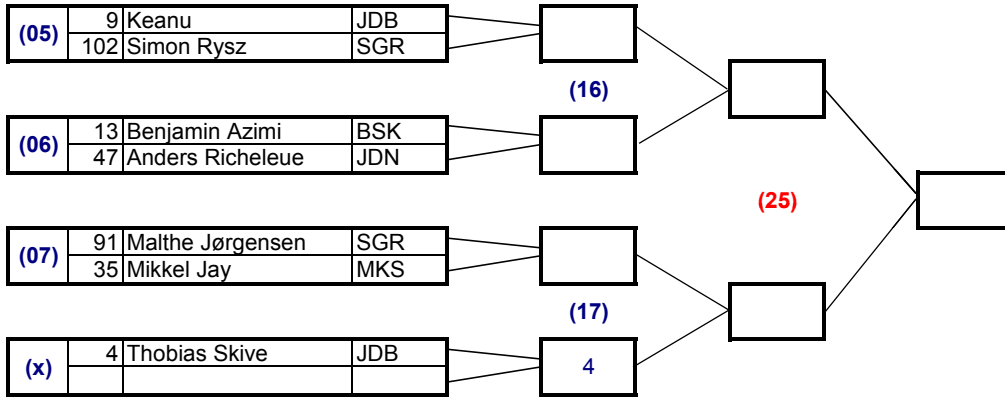 (05) 9 Keanu JDB
102 Simon Rysz SGR
(16)
(06) 13 Benjamin Azimi BSK
47 Anders Richeleue JDN
(25)
(07) 91 Malthe Jørgensen SGR
35 Mikkel Jay MKS
(17)
(x) 4 Thobias Skive JDB 4